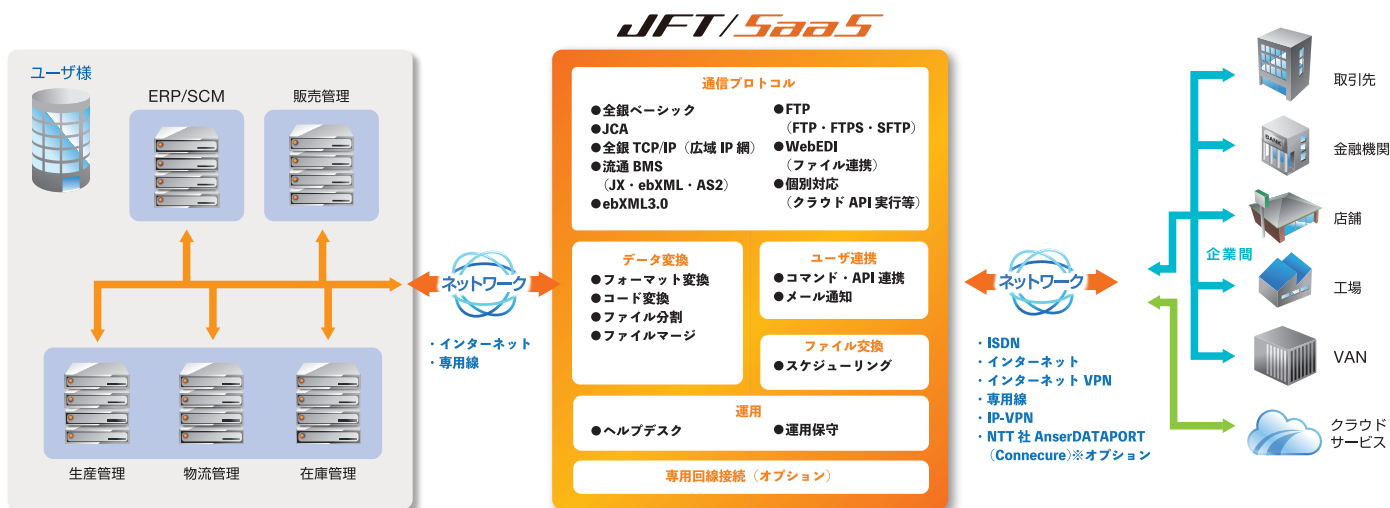 JFT/SaaS
ユーザ様
ERP/SCM
販売管理
生産管理
物流管理
在庫管理
ネットワーク
・インターネット
・専用線
通信プロトコル
●全銀ベーシック
●JCA
●全銀 TCP/IP（広域 IP 網）
●流通 BMS
（JX・ebXML・AS2）
●ebXML3.0
●FTP
（FTP・FTPS・SFTP）
●WebEDI
（ファイル連携）
●個別対応
（クラウド API 実行等）
データ変換
●フォーマット変換
●コード変換
●ファイル分割
●ファイルマージ
ユーザ連携
●コマンド・API 連携
●メール通知
ファイル交換
●スケジューリング
運用
●ヘルプデスク
●運用保守
専用回線接続（オプション）
ネットワーク
・ISDN
・インターネット
・インターネット VPN
・専用線
・IP-VPN
・NTT 社 AnserDATAPORT
（Connecure）※オプション
企業間
取引先
BANK
金融機関
店舗
工場
VAN
クラウド
サービス